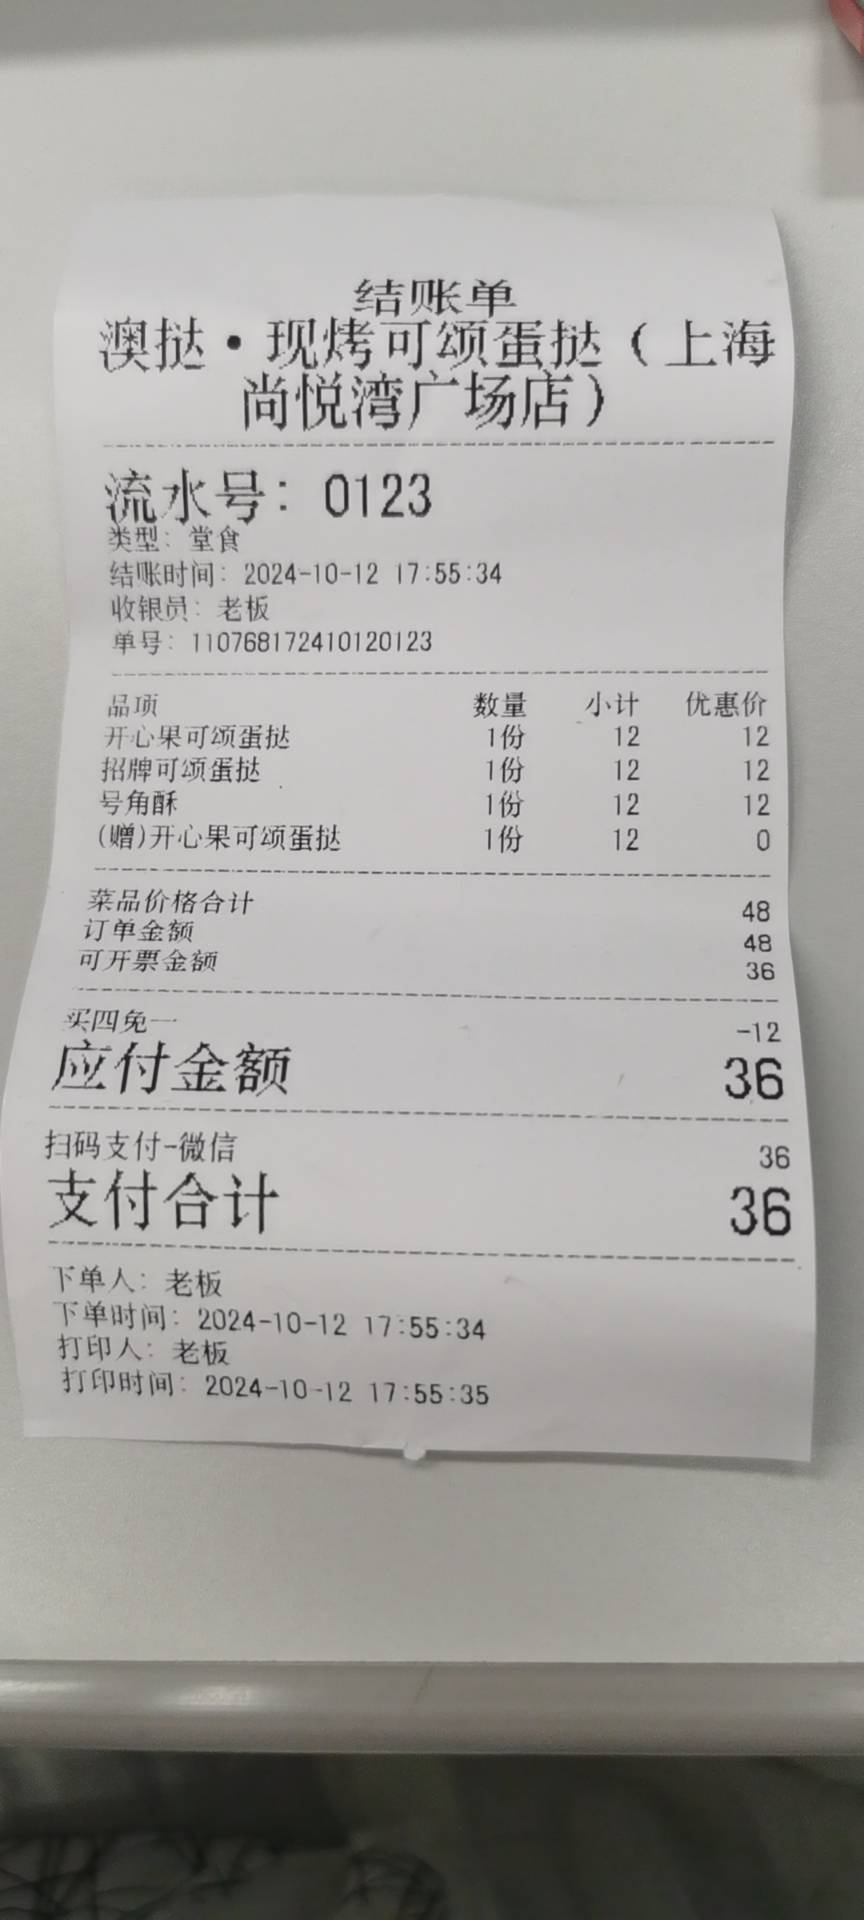 结账单
澳挞·现烤可颂蛋挞（上海
尚悦湾广场店）
流水号：0123
类型：堂食
结账时间：2024-10-12 17:55:34
收银员：老板
单号：110768172410120123
品项 数量 小计 优惠价
开心果可颂蛋挞 1份 12 12
招牌可颂蛋挞 1份 12 12
号角酥 1份 12 12
(赠)开心果可颂蛋挞 1份 12 0
菜品价格合计 48
订单金额 48
可开票金额 36
买四免一 -12
应付金额 36
扫码支付-微信 36
支付合计 36
下单人：老板
下单时间：2024-10-12 17:55:34
打印人：老板
打印时间：2024-10-12 17:55:35